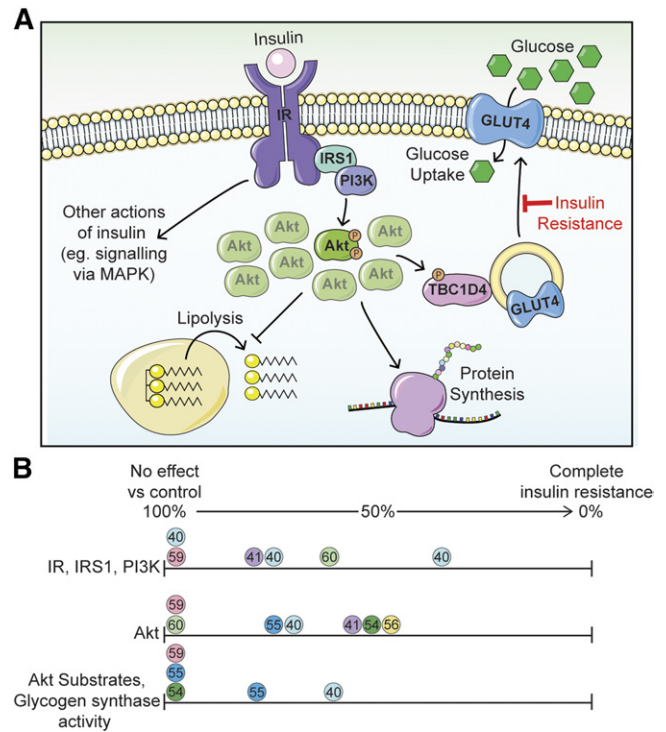 A
Insulin
Glucose
IR
GLUT4
IRS1
PI3K
Glucose
Uptake
Insulin
Resistance
Other actions
of insulin
(eg. signalling
via MAPK)
Akt
Akt
Akt
P
P
Akt
Akt
Akt
Akt
Akt
P
TBC1D4
GLUT4
Lipolysis
Protein
Synthesis
B
No effect
vs control
100%
50%
Complete
insulin resistance
0%
40
IR, IRS1, PI3K
59
41
40
60
40
59
Akt
60
55
40
41
54
56
59
55
Akt Substrates,
Glycogen synthase
activity
54
55
40